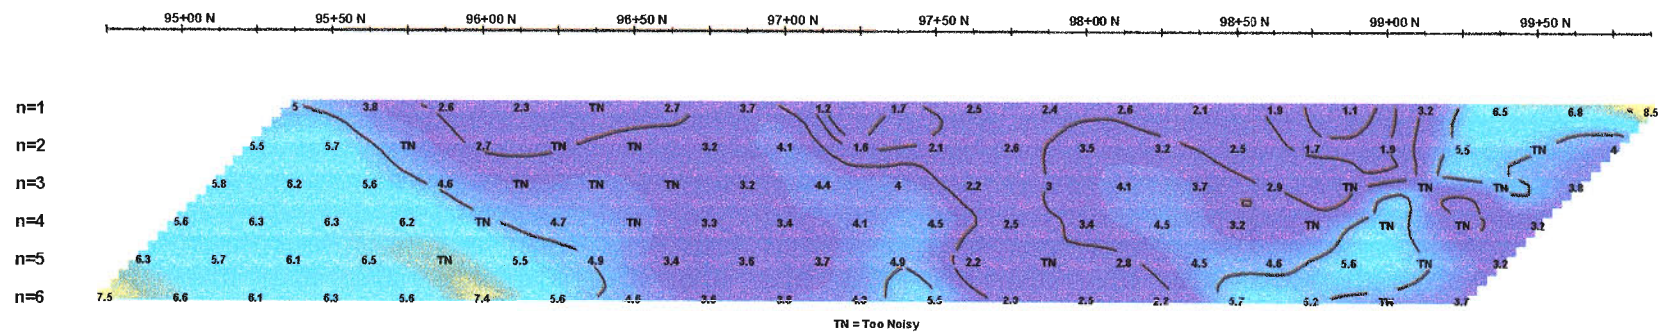 95+00 N 95+50 N 96+00 N 96+50 N 97+00 N 97+50 N 98+00 N 98+50 N 99+00 N 99+50 N
n=1 5 3.8 2.6 2.3 TN 2.7 3.7 1.2 1.7 2.5 2.4 2.6 2.1 1.9 1.1 3.2 6.5 6.8 8.5
n=2 5.5 5.7 TN 2.7 TN TN 3.2 4.1 1.6 2.1 2.6 3.5 3.2 2.5 1.7 1.9 5.5 TN 4
n=3 5.8 6.2 5.6 4.6 TN TN TN 3.2 4.4 4 2.2 3 4.1 3.7 2.9 TN TN TN 3.8
n=4 5.6 6.3 6.3 6.2 TN 4.7 TN 3.3 3.4 4.1 4.5 2.5 3.4 4.5 3.2 TN TN TN 3.2
n=5 6.3 5.7 6.1 6.5 TN 5.5 4.9 3.4 3.6 3.7 4.9 2.2 TN 2.8 4.5 4.6 5.6 TN 3.2
n=6 7.5 6.6 6.1 6.3 5.6 7.4 5.6 5.5 2.2 5.7 5.2 TN 3.7
TN = Too Noisy